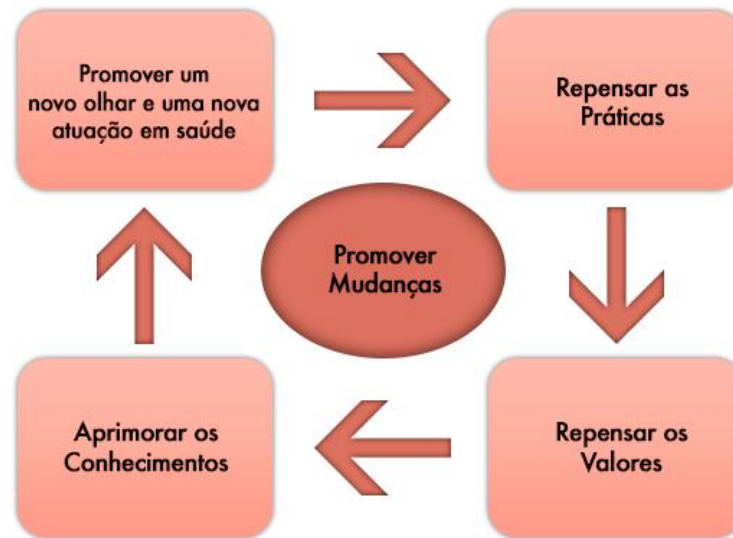 Promover um
novo olhar e uma nova
atuação em saúde
Repensar as
Práticas
Promover
Mudanças
Aprimorar os
Conhecimentos
Repensar os
Valores